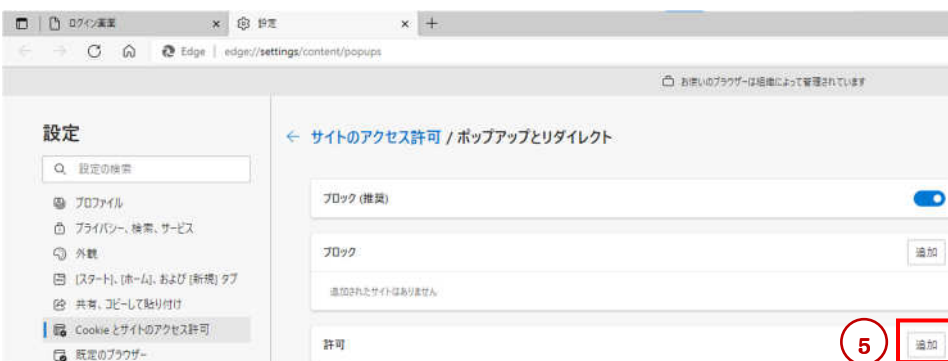 ログイン画面
設定
Edge | edge://settings/content/popups
お使いのブラウザーは組織によって管理されています
設定
設定の検索
プロファイル
プライバシー、検索、サービス
外観
[スタート]、[ホーム]、および [新規] タブ
共有、コピーして貼り付け
Cookie とサイトのアクセス許可
既定のブラウザー
サイトのアクセス許可 / ポップアップとリダイレクト
ブロック (推奨)
ブロック
追加
追加されたサイトはありません
許可
5
追加